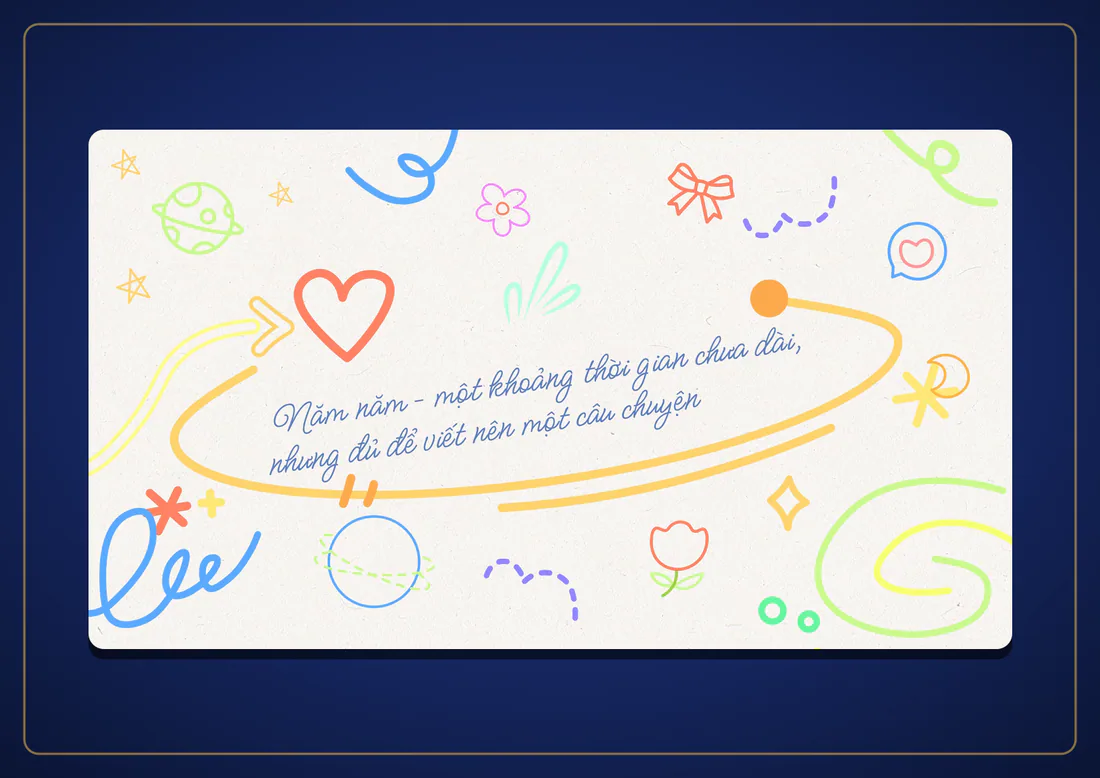 Năm năm - một khoảng thời gian chưa dài,
nhưng đủ để viết nên một câu chuyện